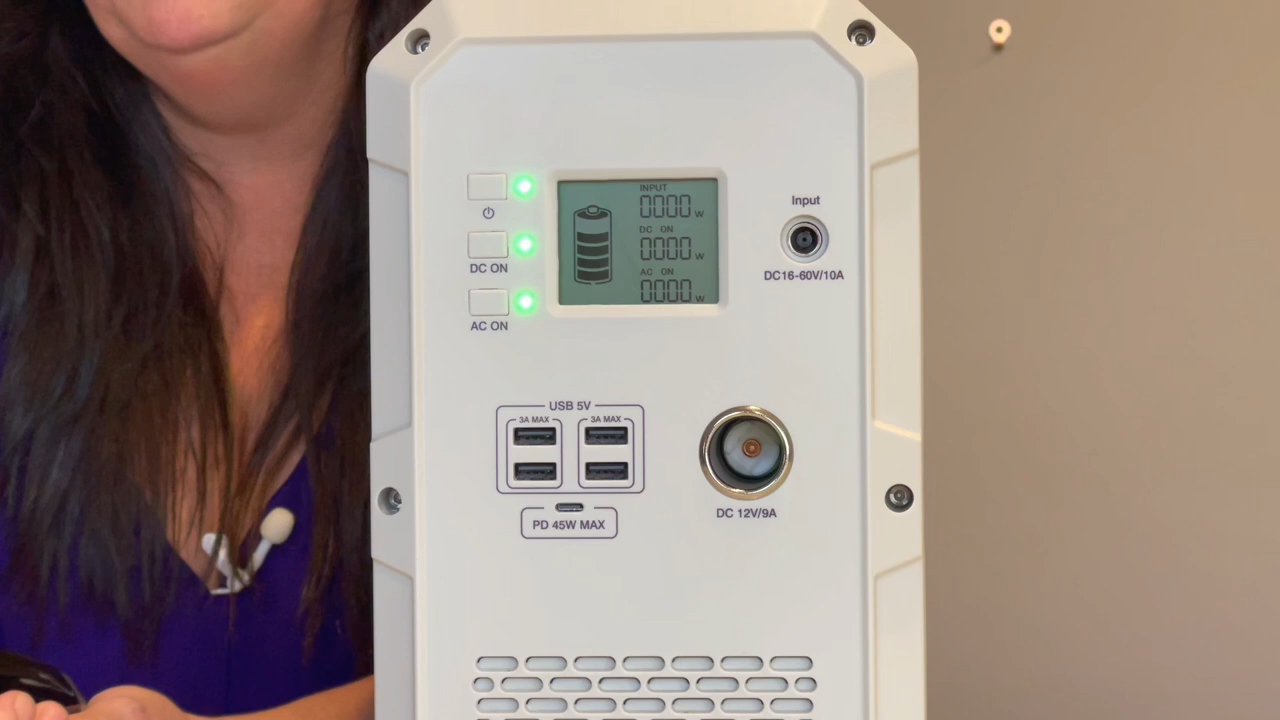 INPUT
0000 W
DC ON
0000 W
AC ON
0000 W
DC ON
AC ON
Input
DC16-60V/10A
USB 5V
3A MAX 3A MAX
PD 45W MAX
DC 12V/9A